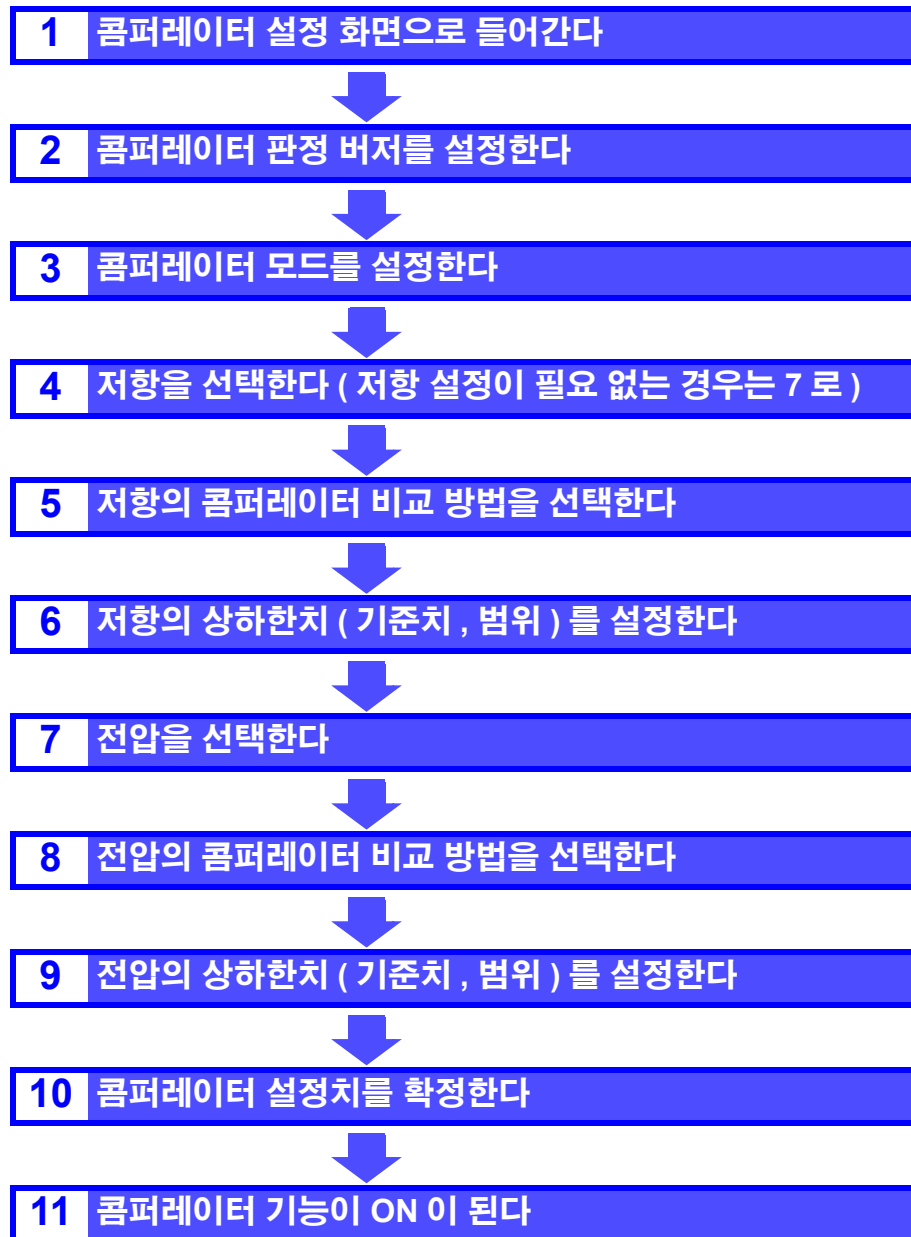 1 콤퍼레이터 설정 화면으로 들어간다
2 콤퍼레이터 판정 버저를 설정한다
3 콤퍼레이터 모드를 설정한다
4 저항을 선택한다 ( 저항 설정이 필요 없는 경우는 7 로 )
5 저항의 콤퍼레이터 비교 방법을 선택한다
6 저항의 상하한치 ( 기준치 , 범위 ) 를 설정한다
7 전압을 선택한다
8 전압의 콤퍼레이터 비교 방법을 선택한다
9 전압의 상하한치 ( 기준치 , 범위 ) 를 설정한다
10 콤퍼레이터 설정치를 확정한다
11 콤퍼레이터 기능이 ON 이 된다